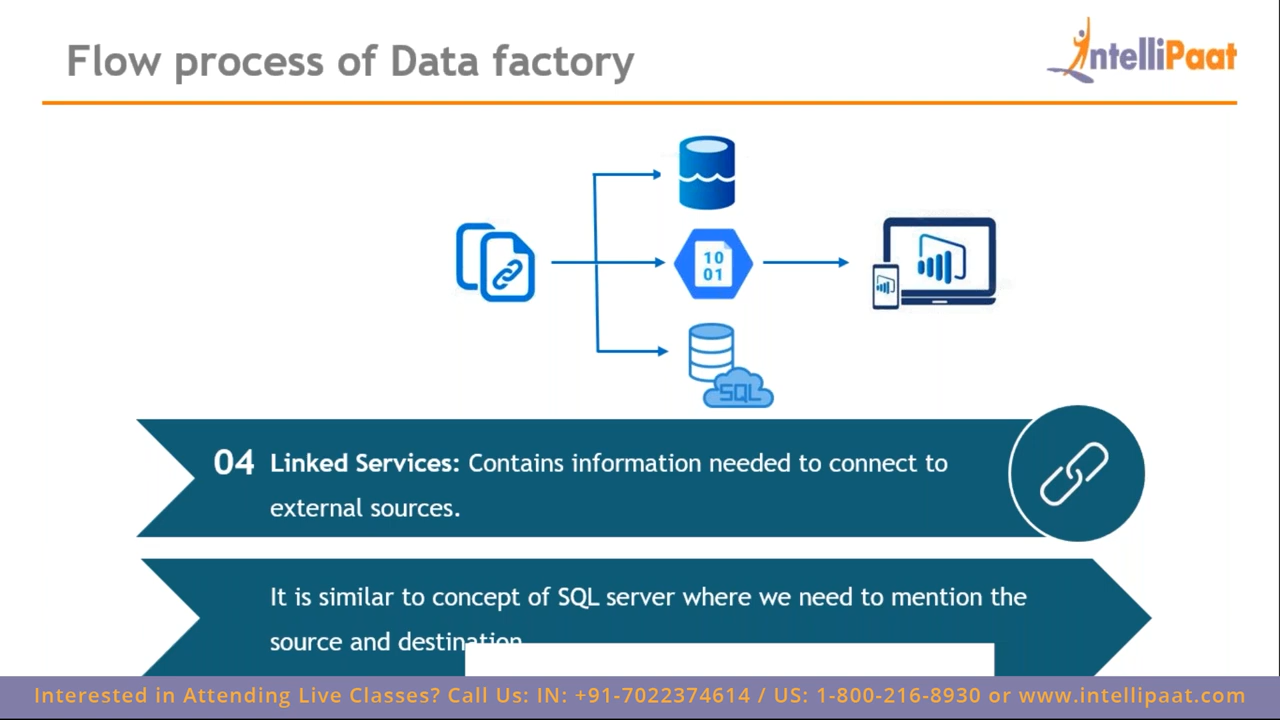 Flow process of Data factory
IntelliPaat
10
01
SQL
04 Linked Services: Contains information needed to connect to
external sources.
It is similar to concept of SQL server where we need to mention the
source and destination
Interested in Attending Live Classes? Call Us: IN: +91-7022374614 / US: 1-800-216-8930 or www.intellipaat.com